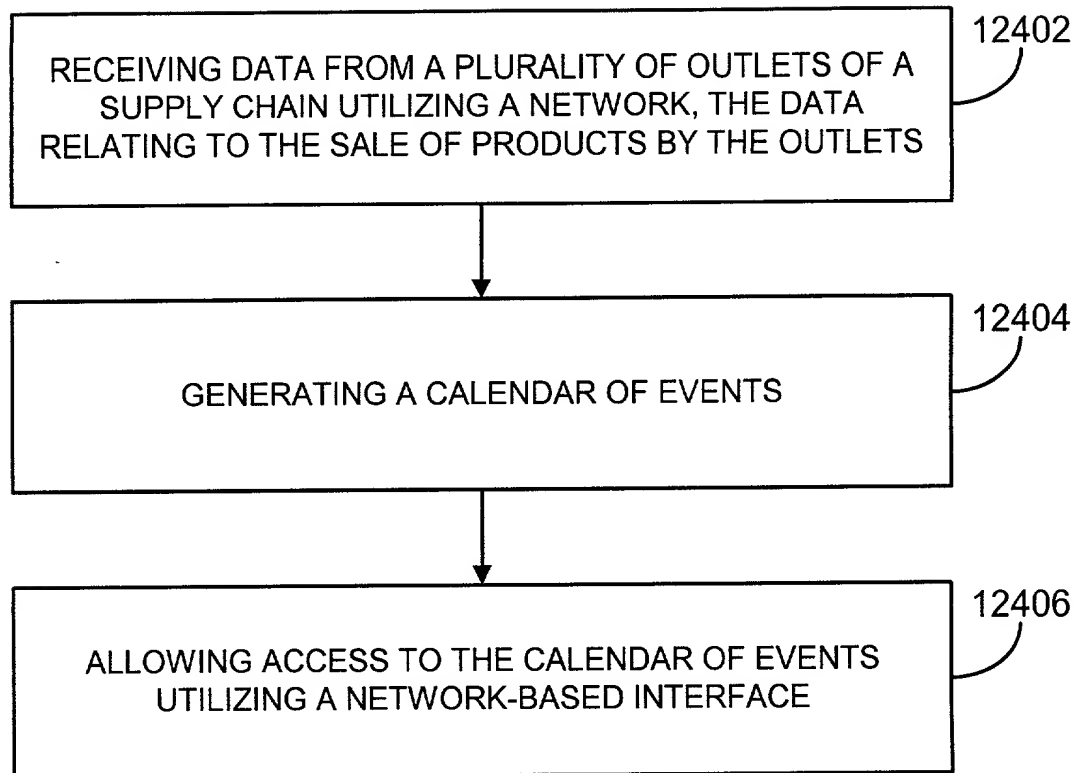 12402
RECEIVING DATA FROM A PLURALITY OF OUTLETS OF A
SUPPLY CHAIN UTILIZING A NETWORK, THE DATA
RELATING TO THE SALE OF PRODUCTS BY THE OUTLETS
12404
GENERATING A CALENDAR OF EVENTS
12406
ALLOWING ACCESS TO THE CALENDAR OF EVENTS
UTILIZING A NETWORK-BASED INTERFACE